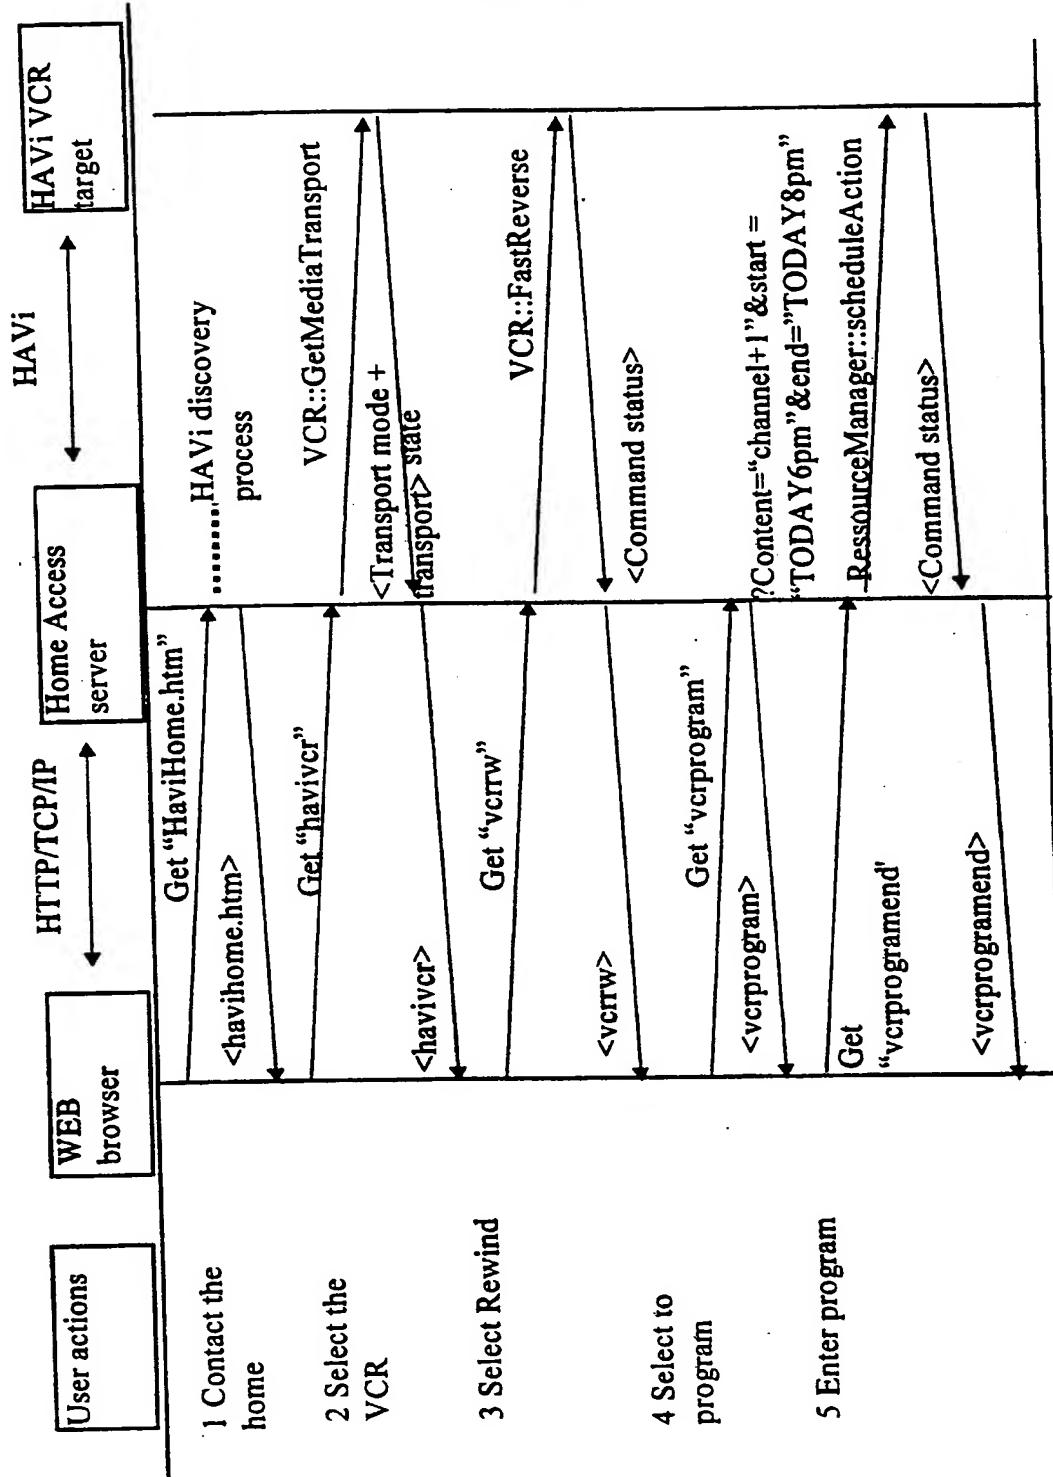 HTTP/TCP/IP
HAVi
User actions
WEB
browser
Home Access
server
HAVi VCR
target
1 Contact the
home
Get “HaviHome.htm”
HAVi discovery
process
<havihome.htm>
2 Select the
VCR
Get “havivcr”
VCR::GetMediaTransport
<Transport mode +
transport> state
<havivcr>
3 Select Rewind
Get “vcrrw”
VCR::FastReverse
<Command status>
<vcrrw>
4 Select to
program
Get “vcrprogram”
<vcrprogram>
?Content=“channel+1”&start =
“TODAY6pm”&end=”TODAY8pm”
5 Enter program
Get
“vcrprogramend'
RessourceManager::scheduleAction
<Command status>
<vcrprogramend>